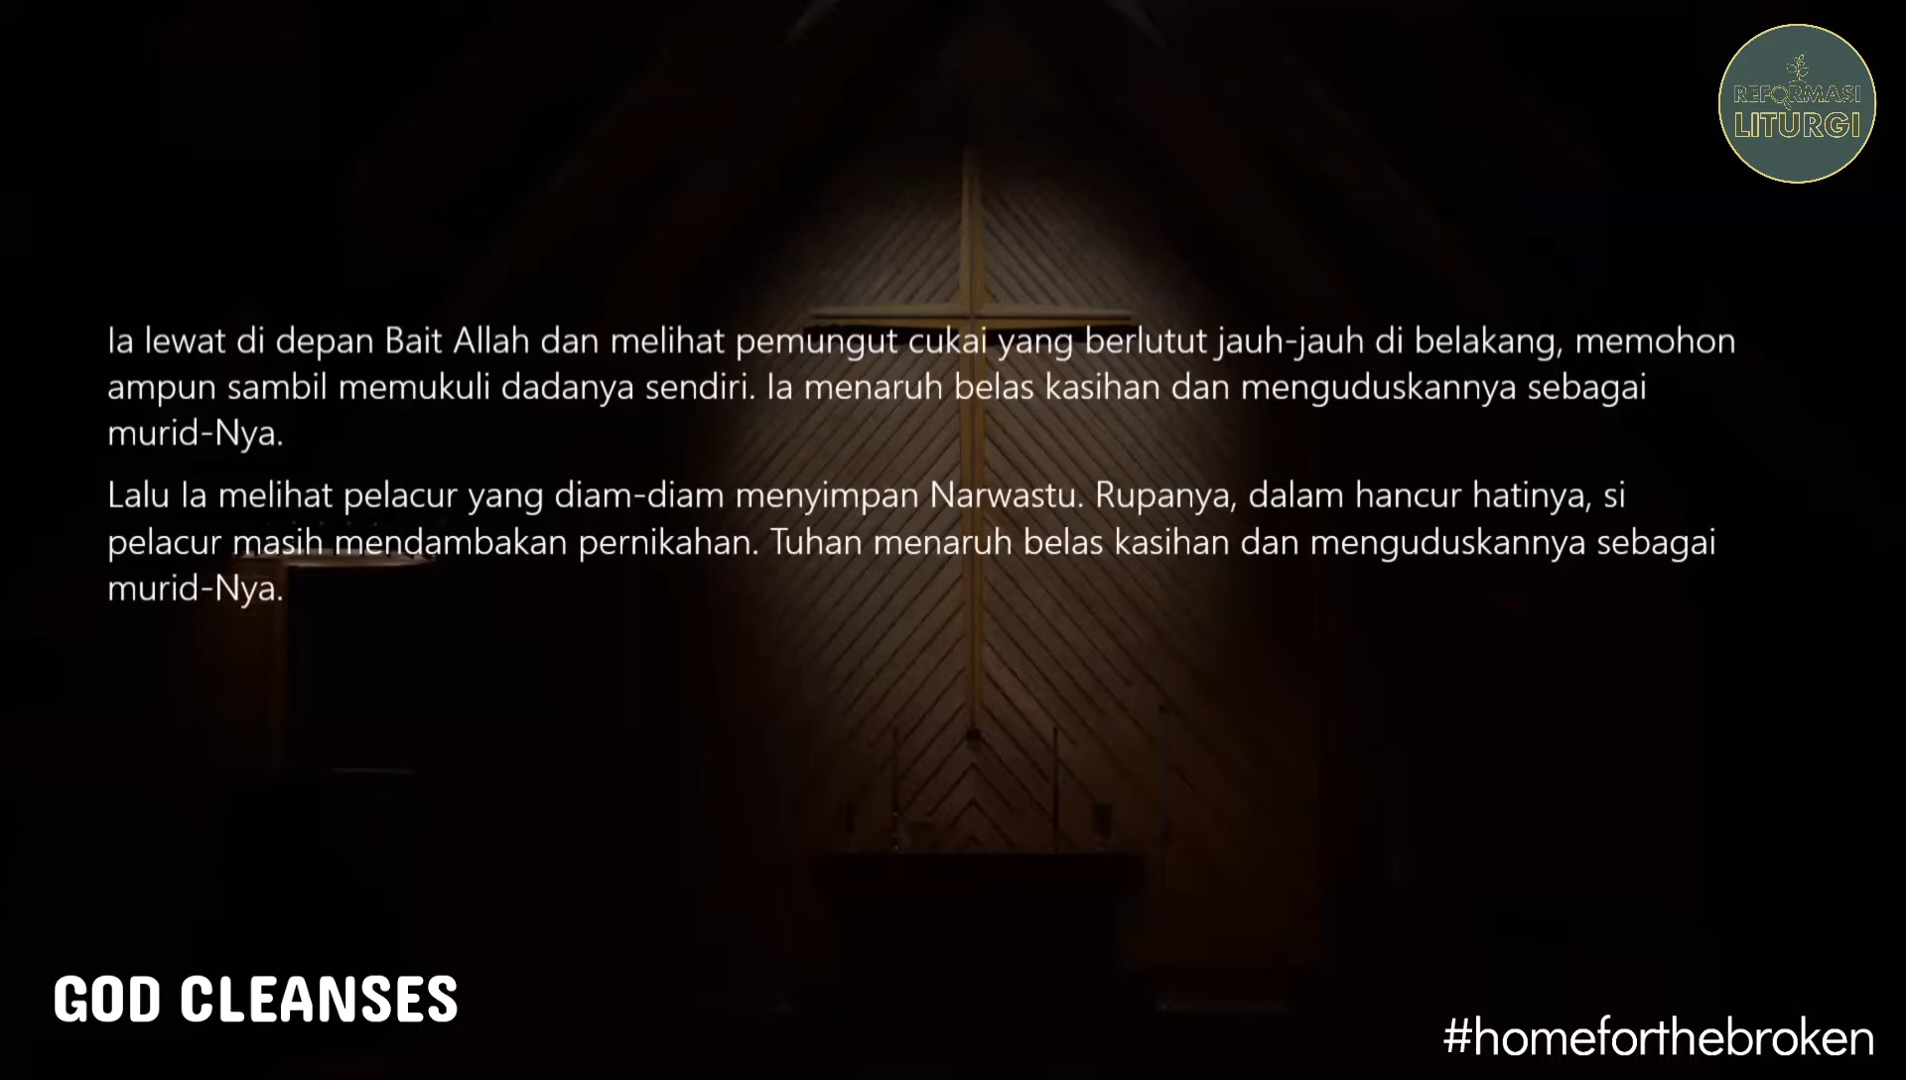 REFORMASI
LITURGI
Ia lewat di depan Bait Allah dan melihat pemungut cukai yang berlutut jauh-jauh di belakang, memohon
ampun sambil memukuli dadanya sendiri. Ia menaruh belas kasihan dan menguduskannya sebagai
murid-Nya.
Lalu Ia melihat pelacur yang diam-diam menyimpan Narwastu. Rupanya, dalam hancur hatinya, si
pelacur masih mendambakan pernikahan. Tuhan menaruh belas kasihan dan menguduskannya sebagai
murid-Nya.
GOD CLEANSES
#homeforthebroken